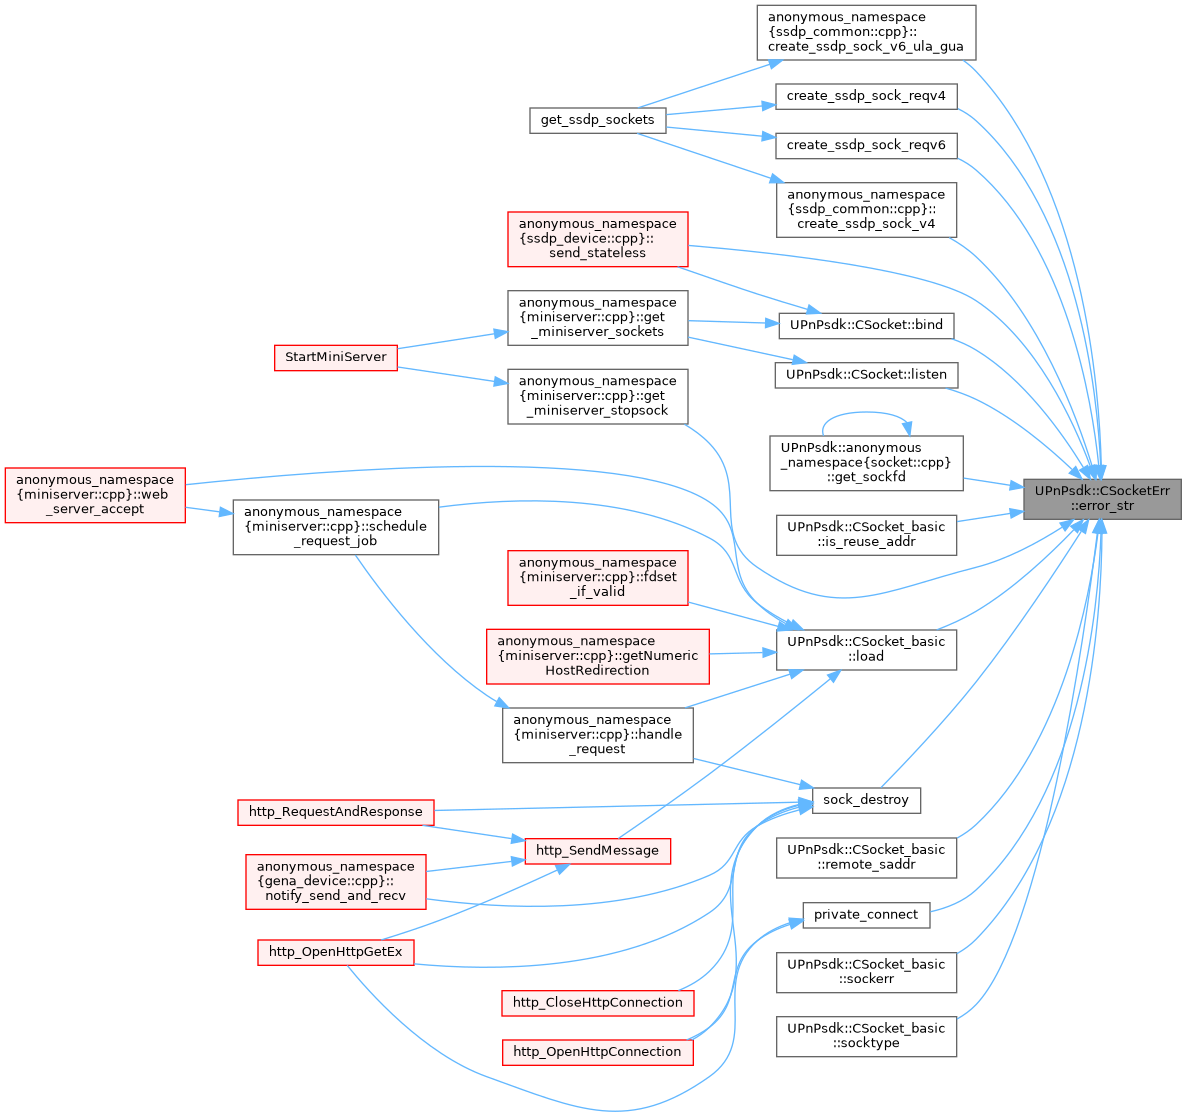 anonymous_namespace
{ssdp_common::cpp}::
create_ssdp_sock_v6_ula_gua
create_ssdp_sock_reqv4
get_ssdp_sockets
create_ssdp_sock_reqv6
anonymous_namespace
{ssdp_common::cpp}::
create_ssdp_sock_v4
anonymous_namespace
{ssdp_device::cpp}::
send_stateless
anonymous_namespace
{miniserver::cpp}::get
_miniserver_sockets
UPnPsdk::CSocket::bind
StartMiniServer
UPnPsdk::CSocket::listen
anonymous_namespace
{miniserver::cpp}::get
_miniserver_stopsock
UPnPsdk::anonymous
_namespace{socket::cpp}
::get_sockfd
anonymous_namespace
{miniserver::cpp}::web
_server_accept
UPnPsdk::CSocketErr
::error_str
anonymous_namespace
{miniserver::cpp}::schedule
_request_job
UPnPsdk::CSocket_basic
::is_reuse_addr
anonymous_namespace
{miniserver::cpp}::fdset
_if_valid
anonymous_namespace
{miniserver::cpp}::getNumeric
HostRedirection
UPnPsdk::CSocket_basic
::load
anonymous_namespace
{miniserver::cpp}::handle
_request
sock_destroy
http_RequestAndResponse
http_SendMessage
UPnPsdk::CSocket_basic
::remote_saddr
anonymous_namespace
{gena_device::cpp}::
notify_send_and_recv
private_connect
http_OpenHttpGetEx
UPnPsdk::CSocket_basic
::sockerr
http_CloseHttpConnection
UPnPsdk::CSocket_basic
::socktype
http_OpenHttpConnection